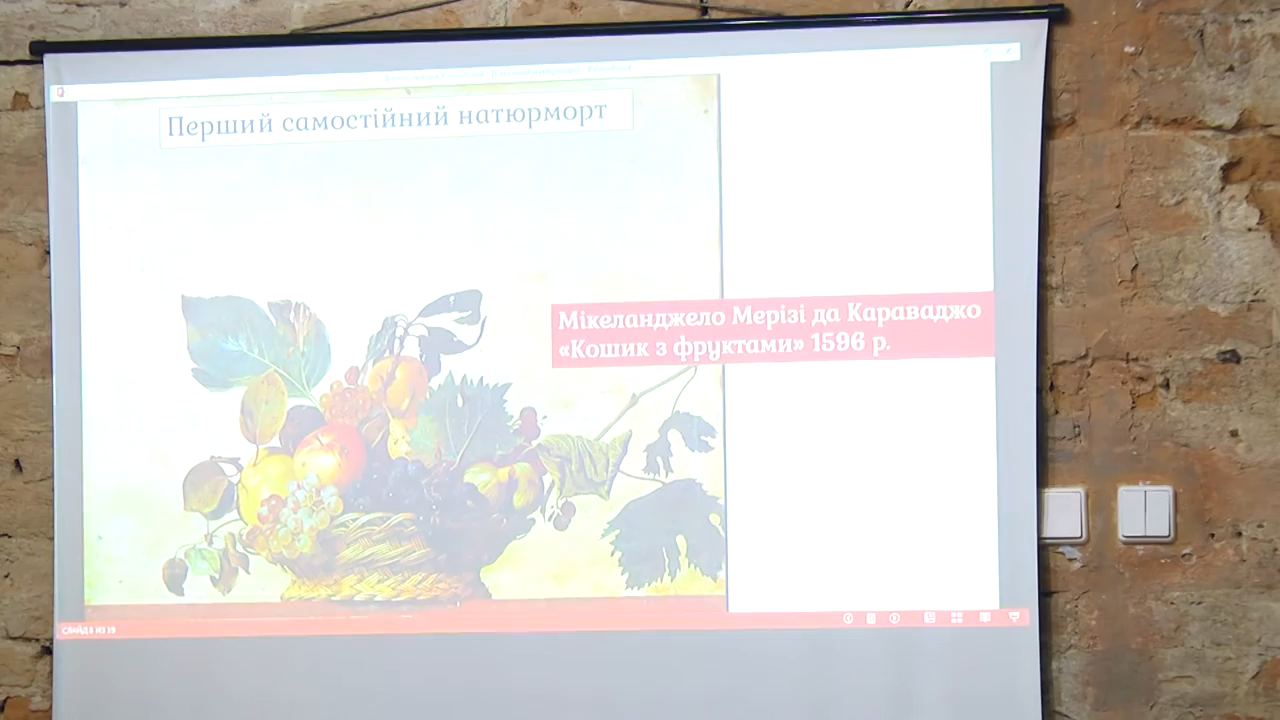 Перший самостійний натюрморт
Мікеланджело Мерізі да Караваджо
«Кошик з фруктами» 1596 р.